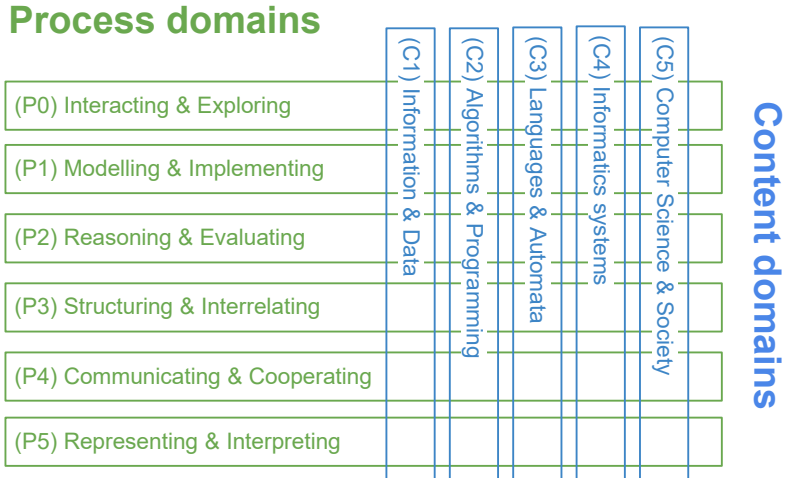 Process domains
(P0) Interacting & Exploring
(P1) Modelling & Implementing
(P2) Reasoning & Evaluating
(P3) Structuring & Interrelating
(P4) Communicating & Cooperating
(P5) Representing & Interpreting
(C1) Information & Data
(C2) Algorithms & Programming
(C3) Languages & Automata
(C4) Informatics systems
(C5) Computer Science & Society
Content domains